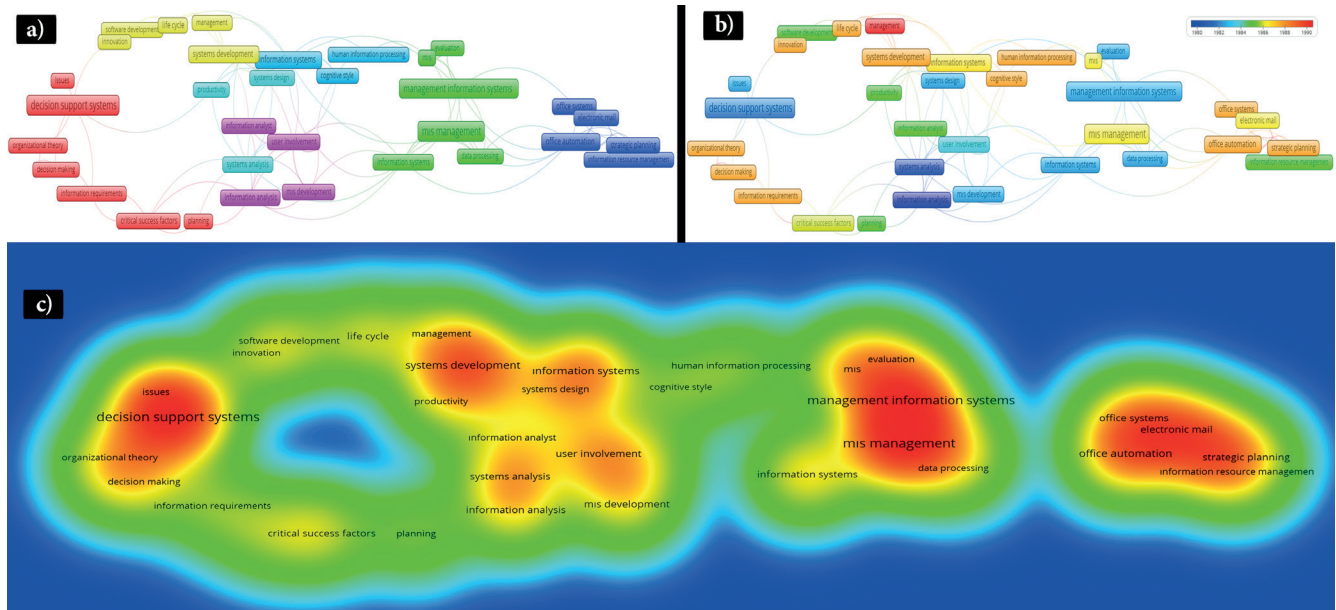 a)
software development
life cycle
management
innovation
systems development
information systems
human information processing
evaluation
mis
issues
systems design
cognitive style
productivity
management information systems
decision support systems
office systems
electronic mail
information analyst
mis management
organizational theory
user involvement
office automation
strategic planning
data processing
information resource managemen
decision making
systems analysis
information systems
information requirements
information analysis
mis development
critical success factors
planning
b)
1980 1982 1984 1986 1988 1990
software development
life cycle
management
innovation
systems development
information systems
human information processing
evaluation
mis
issues
systems design
cognitive style
productivity
management information systems
decision support systems
office systems
electronic mail
information analyst
mis management
organizational theory
user involvement
office automation
strategic planning
data processing
information resource managemen
decision making
systems analysis
information systems
information requirements
information analysis
mis development
critical success factors
planning
c)
software development
life cycle
management
innovation
systems development
information systems
human information processing
evaluation
mis
issues
systems design
cognitive style
productivity
management information systems
decision support systems
office systems
electronic mail
information analyst
mis management
organizational theory
user involvement
office automation
strategic planning
data processing
information resource managemen
decision making
systems analysis
information systems
information requirements
information analysis
mis development
critical success factors
planning